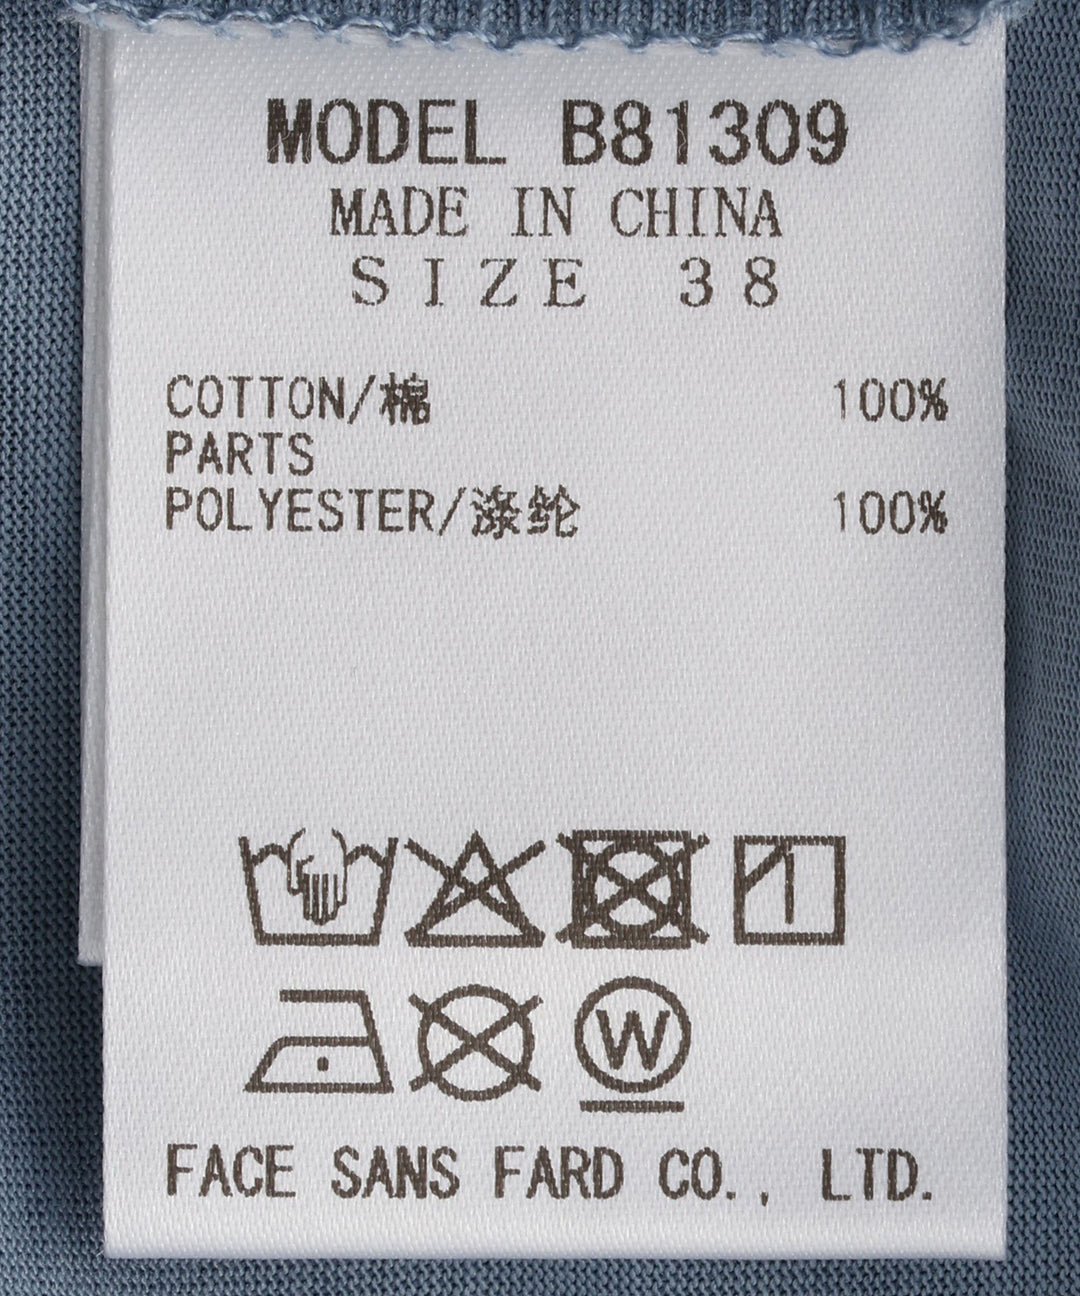 MODEL B81309
MADE IN CHINA
SIZE 38
COTTON/棉 100%
PARTS
POLYESTER/涤纶 100%
W
FACE SANS FARD CO., LTD.